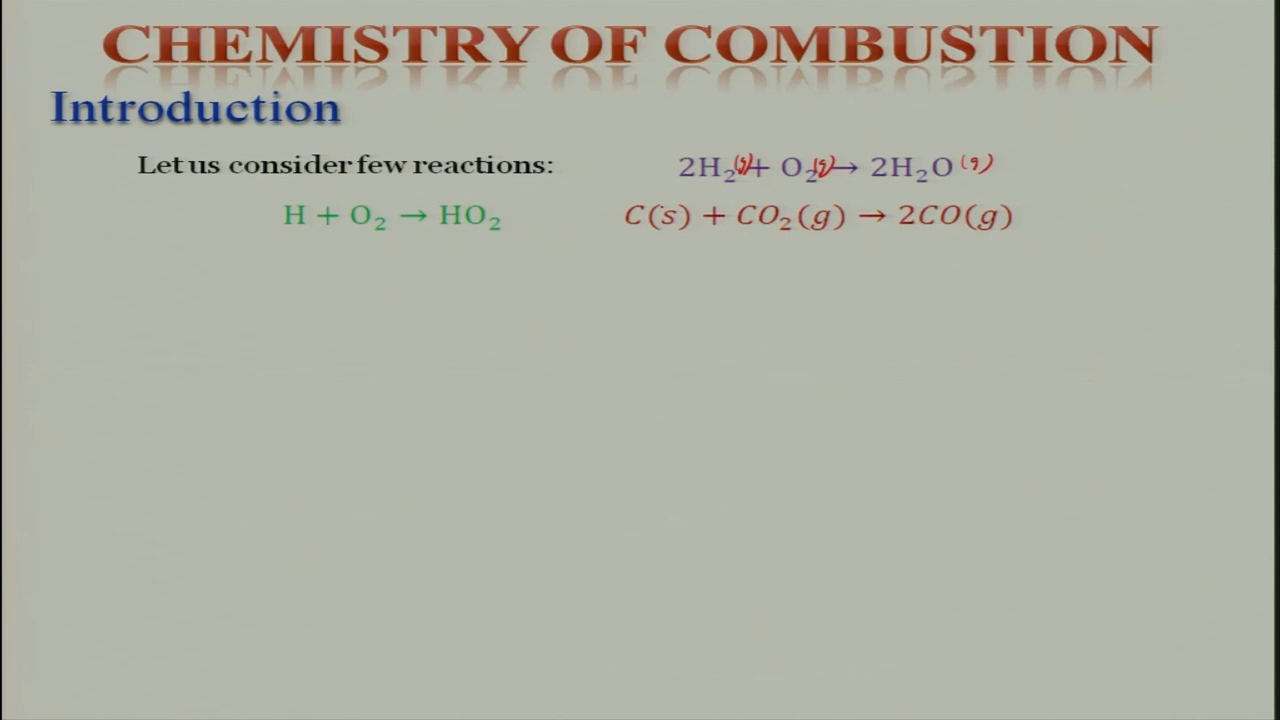 CHEMISTRY OF COMBUSTION
Introduction
Let us consider few reactions: 2H₂(g) + O₂(g) → 2H₂O (g)
H + O₂ → HO₂ C(s) + CO₂(g) → 2CO(g)